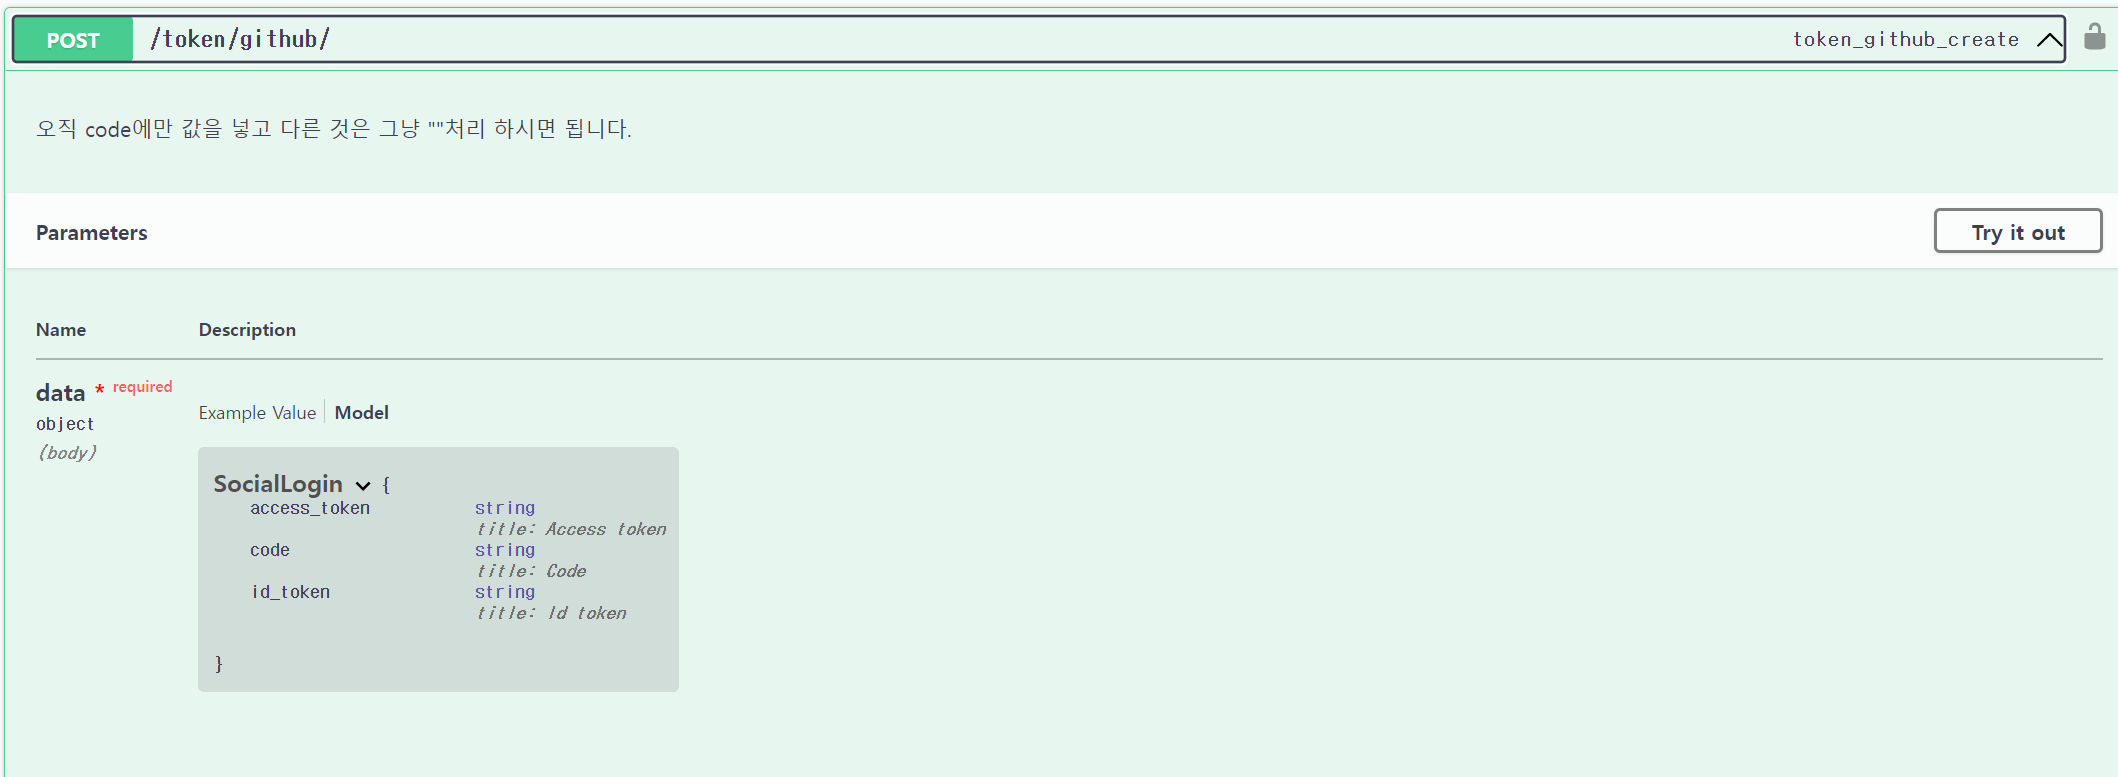 POST /token/github/ token_github_create
오직 code에만 값을 넣고 다른 것은 그냥 ""처리 하시면 됩니다.
Parameters Try it out
Name Description
data * required
object
(body)
Example Value Model
SocialLogin {
access_token string
title: Access token
code string
title: Code
id_token string
title: Id token
}